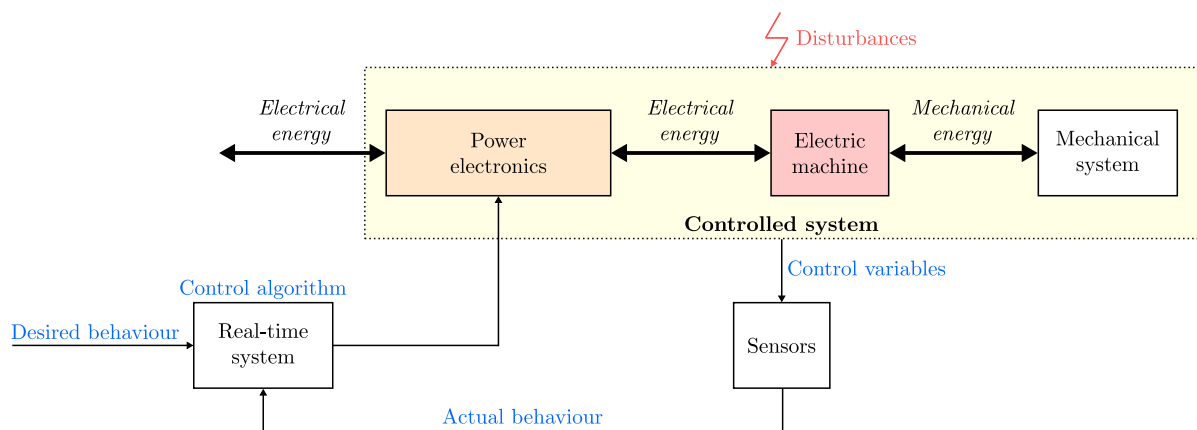 Disturbances
Electrical
energy
Electrical
energy
Mechanical
energy
Power
electronics
Electric
machine
Mechanical
system
Controlled system
Control variables
Control algorithm
Desired behaviour
Real-time
system
Sensors
Actual behaviour